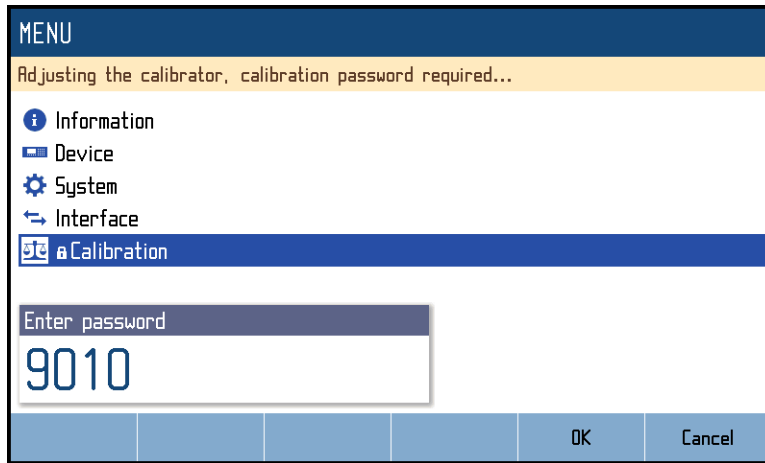 MENU
Adjusting the calibrator, calibration password required...
Information
Device
System
Interface
Calibration
Enter password
9010
OK Cancel